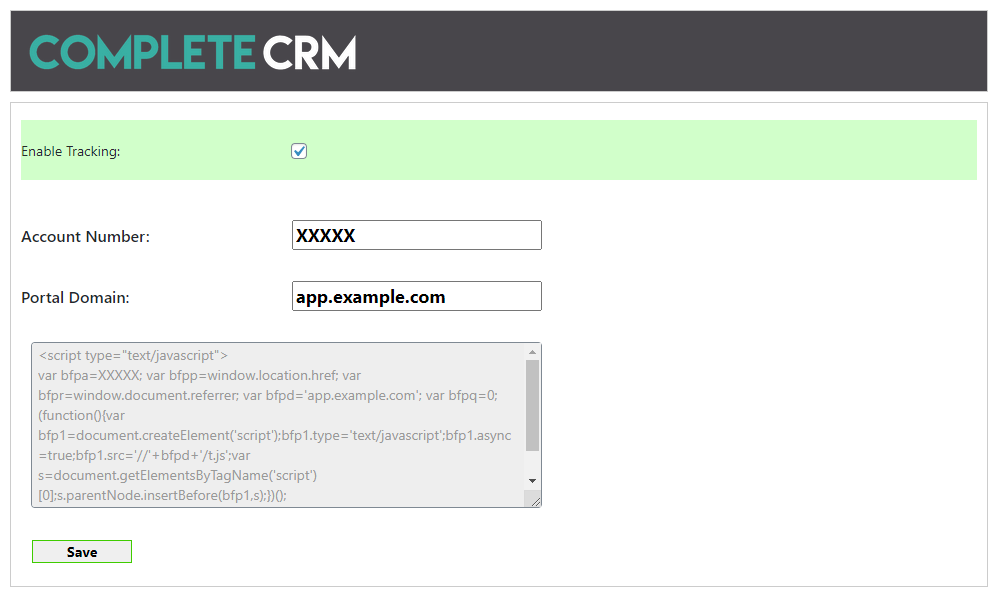 COMPLETE CRM
Enable Tracking:
Account Number:
XXXXX
Portal Domain:
app.example.com
<script type="text/javascript">
var bfpa=XXXXX; var bfpp=window.location.href; var
bfpr=window.document.referrer; var bfpd='app.example.com'; var bfpq=0;
(function(){var
bfp1=document.createElement('script');bfp1.type='text/javascript';bfp1.async
=true;bfp1.src='//'+bfpd+'/t.js';var
s=document.getElementsByTagName('script')
[0];s.parentNode.insertBefore(bfp1,s);})();
Save